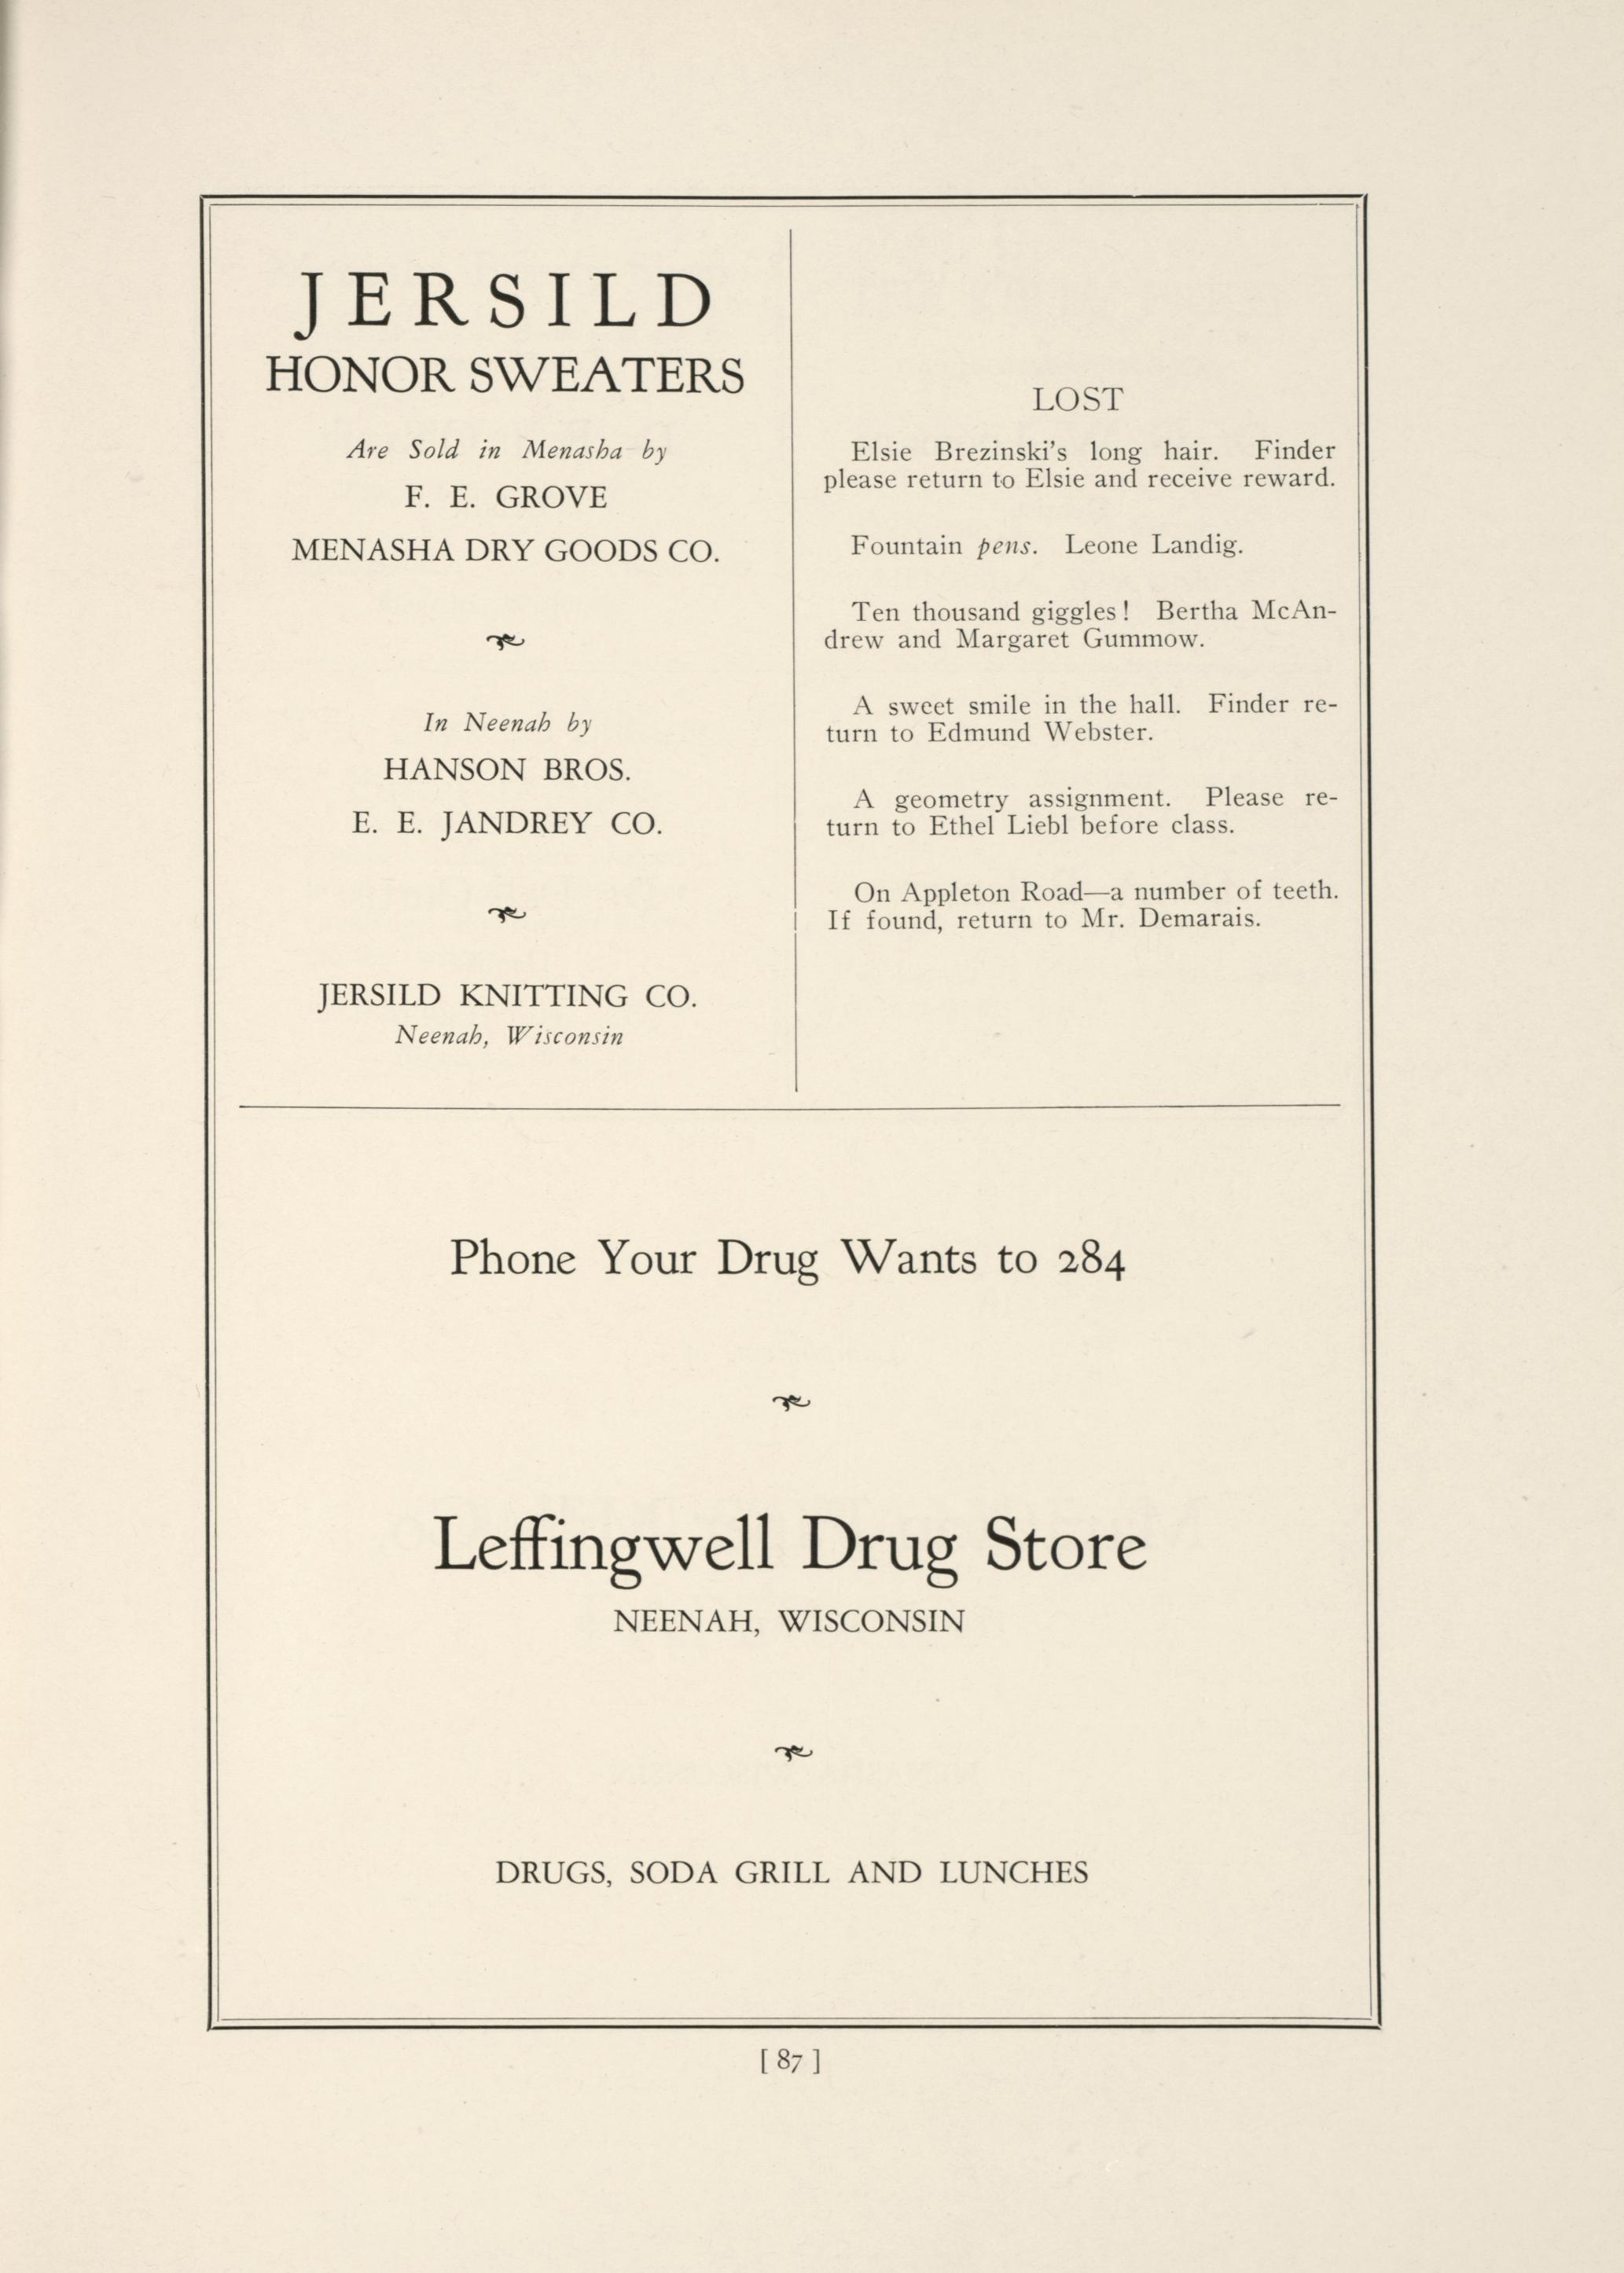 JERSILD
HONOR SWEATERS
Are Sold in Menasha by
F. E. GROVE
MENASHA DRY GOODS CO.
In Neenah by
HANSON BROS.
E. E. JANDREY CO.
JERSILD KNITTING CO.
Neenah, Wisconsin
LOST
Elsie Brezinski's long hair. Finder
please return to Elsie and receive reward.
Fountain pens. Leone Landig.
Ten thousand giggles! Bertha McAn-
drew and Margaret Gummow.
A sweet smile in the hall. Finder re-
turn to Edmund Webster.
A geometry assignment. Please re-
turn to Ethel Liebl before class.
On Appleton Road—a number of teeth.
If found, return to Mr. Demarais.
Phone Your Drug Wants to 284
Leffingwell Drug Store
NEENAH, WISCONSIN
DRUGS, SODA GRILL AND LUNCHES
[ 87 ]